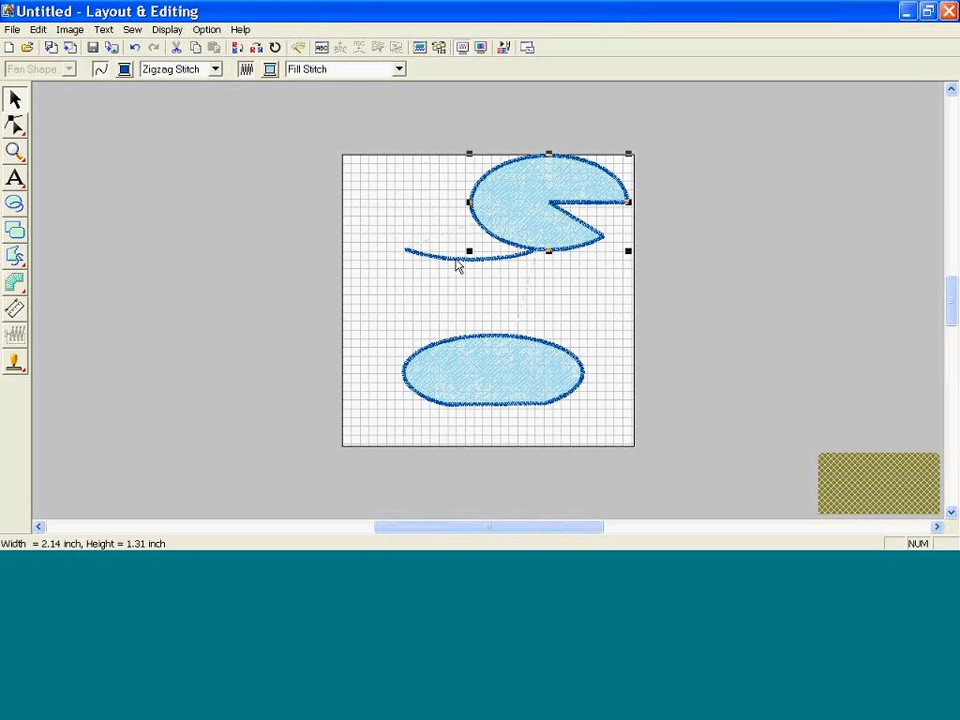 Untitled - Layout & Editing
File Edit Image Text Sew Display Option Help
ABC
Fan Shape Zigzag Stitch Fill Stitch
A
Width = 2.14 inch, Height = 1.31 inch NUM